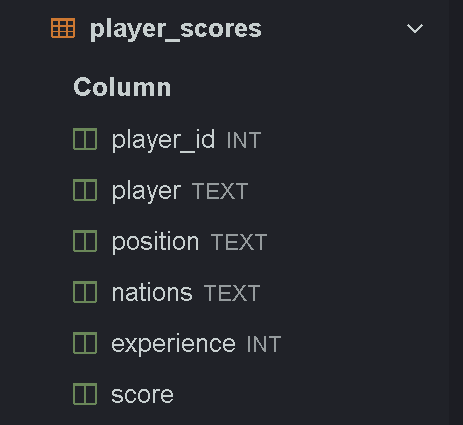 player_scores
Column
player_id INT
player TEXT
position TEXT
nations TEXT
experience INT
score